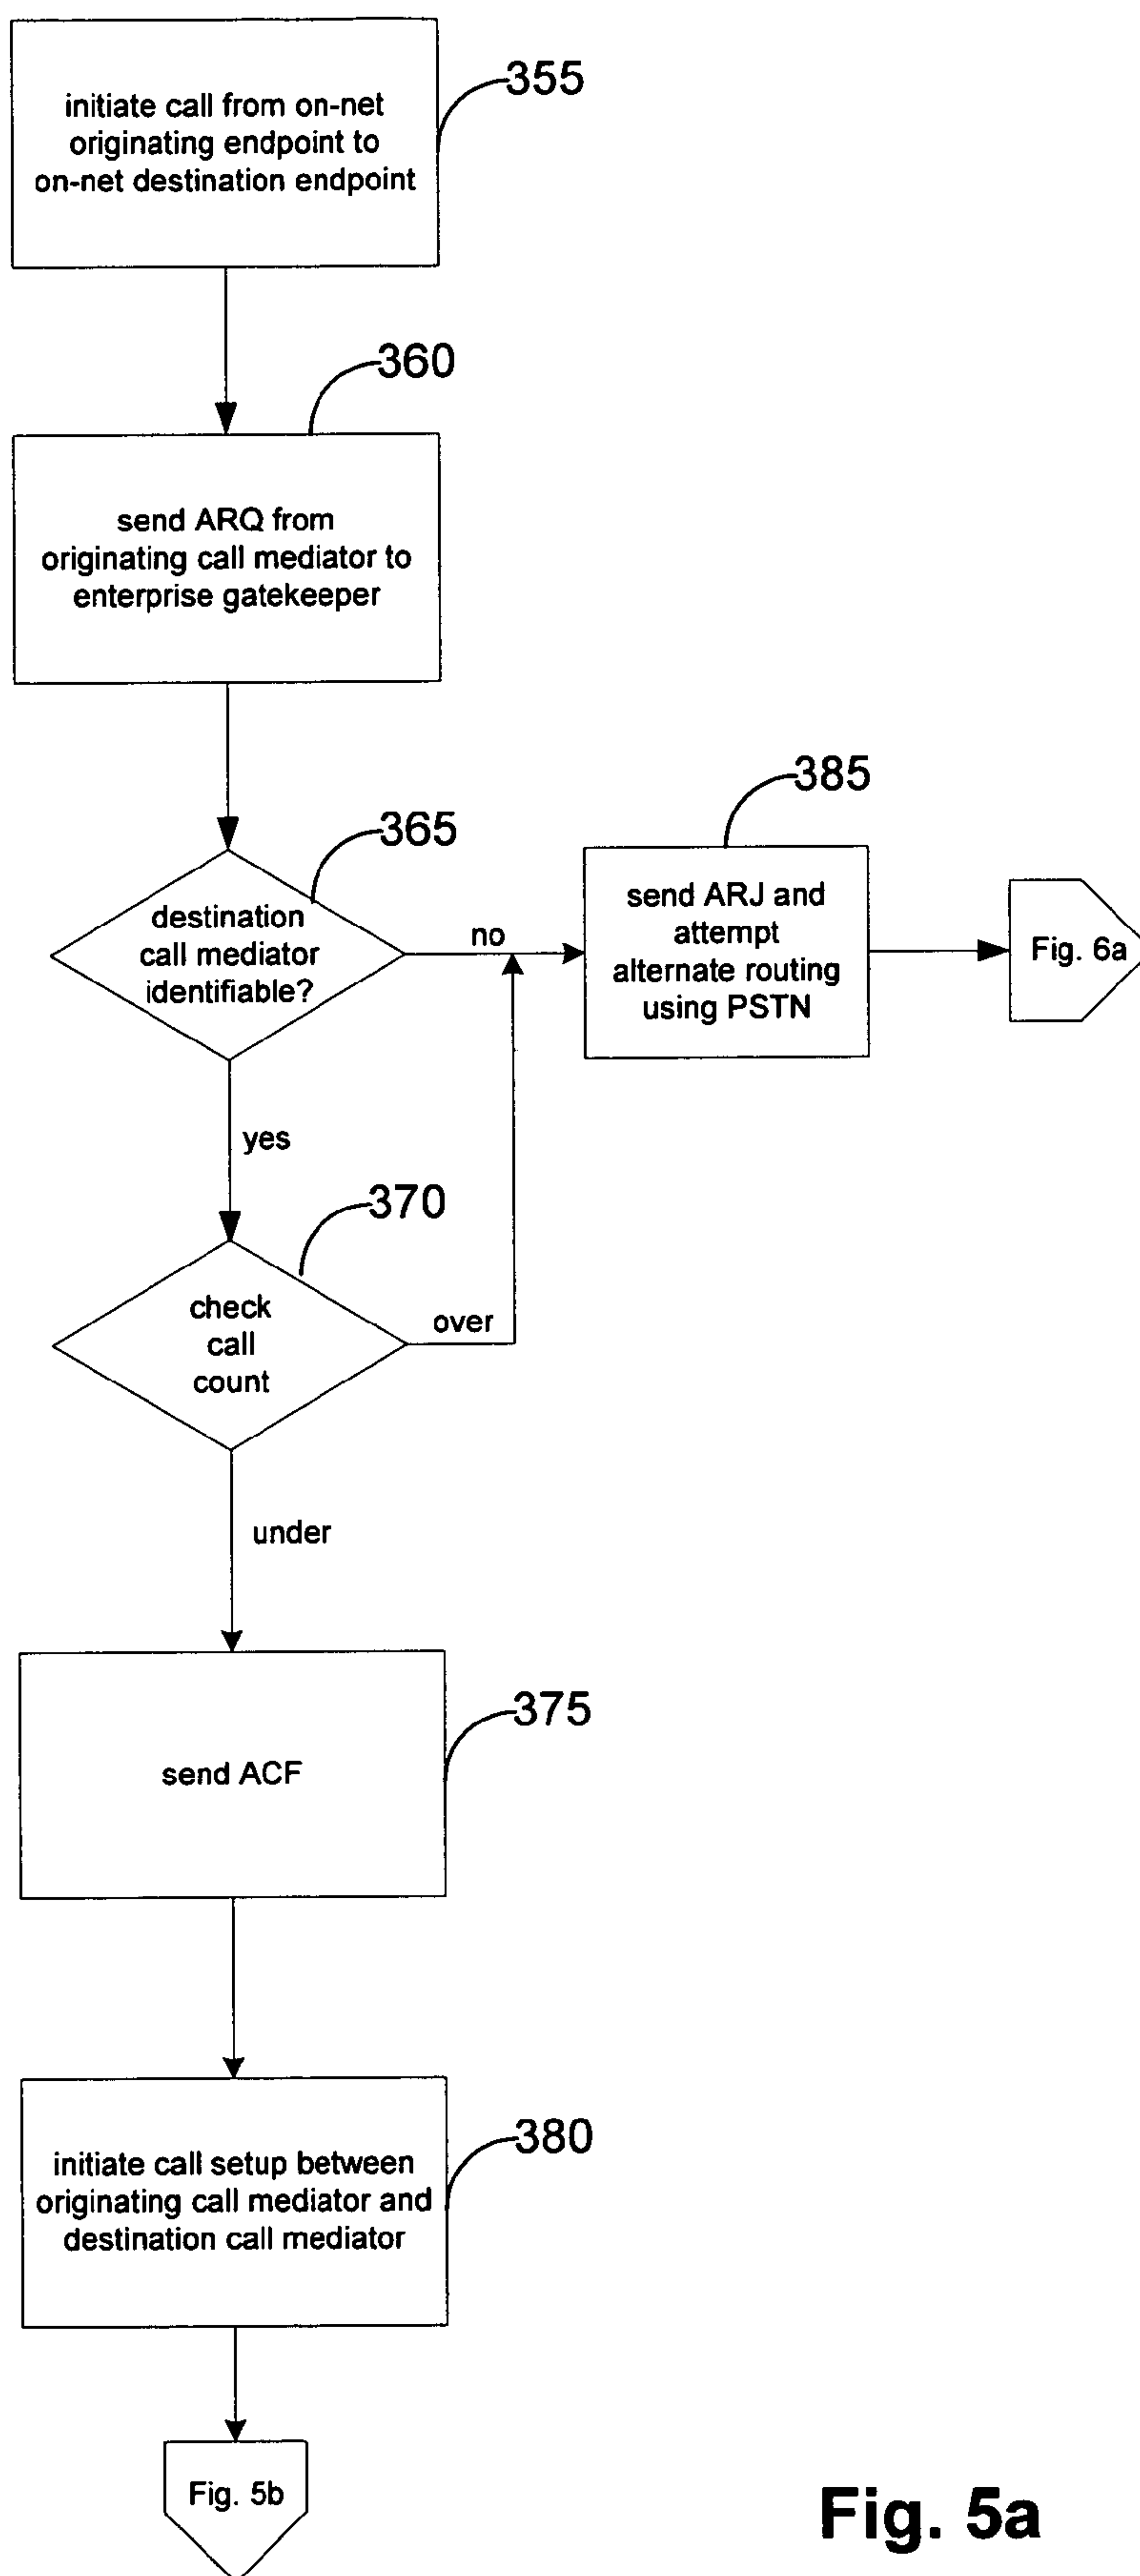 355
initiate call from on-net
originating endpoint to
on-net destination endpoint
360
send ARQ from
originating call mediator to
enterprise gatekeeper
365
destination
call mediator
identifiable?
no
385
send ARJ and
attempt
alternate routing
using PSTN
Fig. 6a
yes
370
check
call
count
over
under
375
send ACF
380
initiate call setup between
originating call mediator and
destination call mediator
Fig. 5b
Fig. 5a